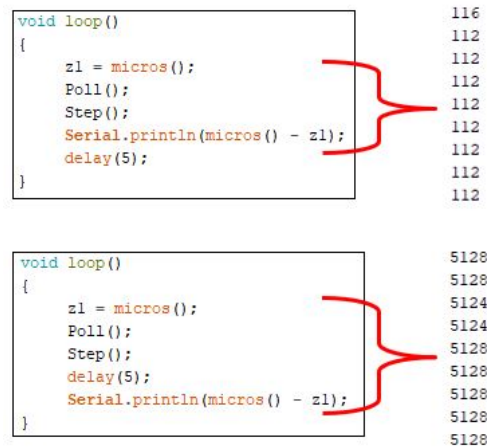 void loop()
{
z1 = micros();
Poll();
Step();
Serial.println(micros() - z1);
delay(5);
}
116
112
112
112
112
112
112
112
112
void loop()
{
z1 = micros();
Poll();
Step();
delay(5);
Serial.println(micros() - z1);
}
5128
5128
5124
5124
5128
5128
5128
5128
5128